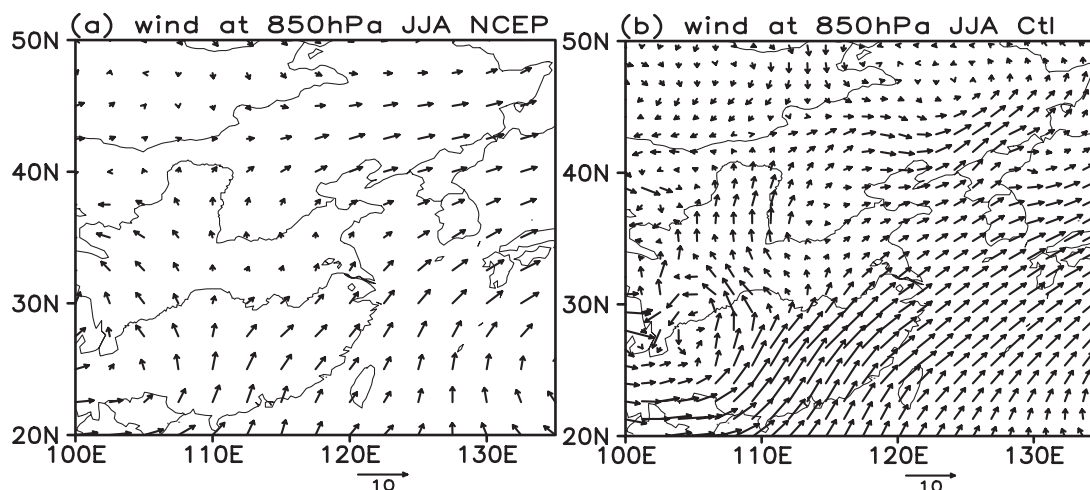 (a) wind at 850hPa JJA NCEP
50N
40N
30N
20N
100E 110E 120E 130E
10
(b) wind at 850hPa JJA Ctl
50N
40N
30N
20N
100E 110E 120E 130E
10